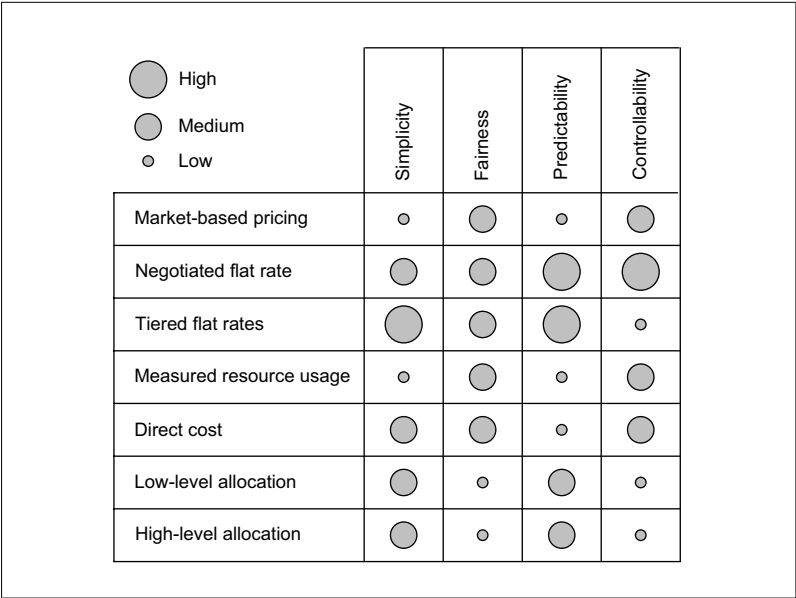 High
Medium
Low
Simplicity
Fairness
Predictability
Controllability
Market-based pricing
Negotiated flat rate
Tiered flat rates
Measured resource usage
Direct cost
Low-level allocation
High-level allocation